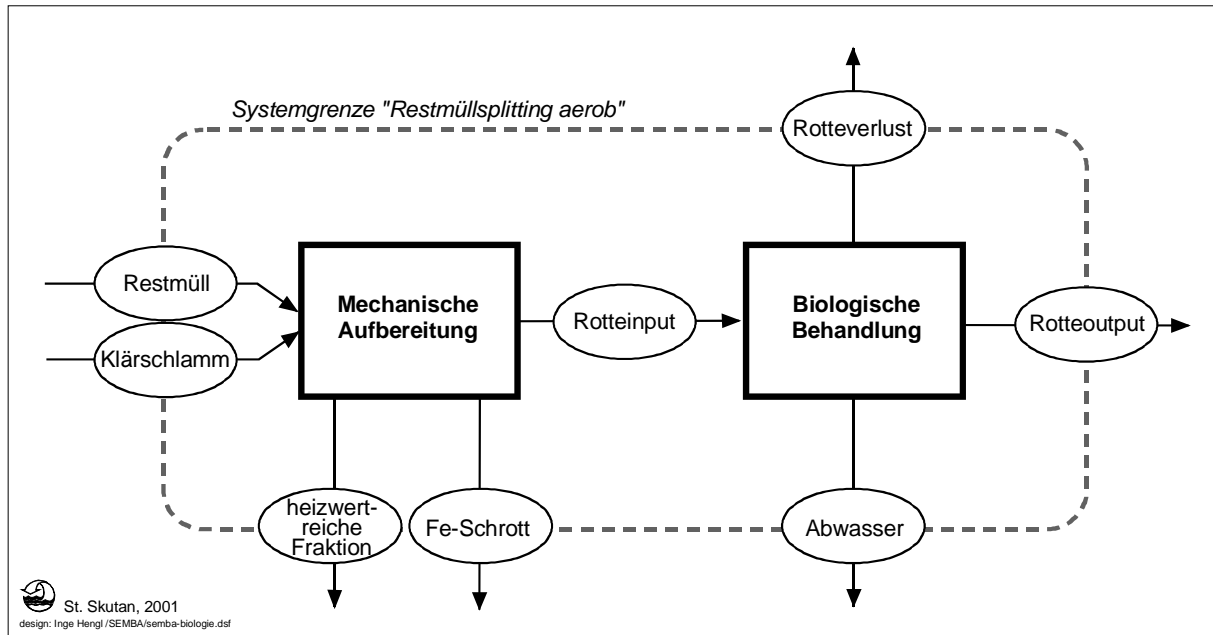 Systemgrenze "Restmüllsplitting aerob"
Rotteverlust
Restmüll
Klärschlamm
Mechanische
Aufbereitung
Rotteinput
Biologische
Behandlung
Rotteoutput
heizwert-
reiche
Fraktion
Fe-Schrott
Abwasser
St. Skutan, 2001
design: Inge Hengl /SEMBA/semba-biologie.dsf